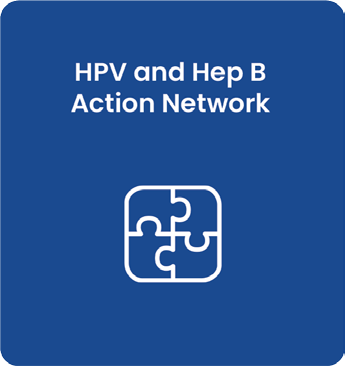 HPV and Hep B
Action Network